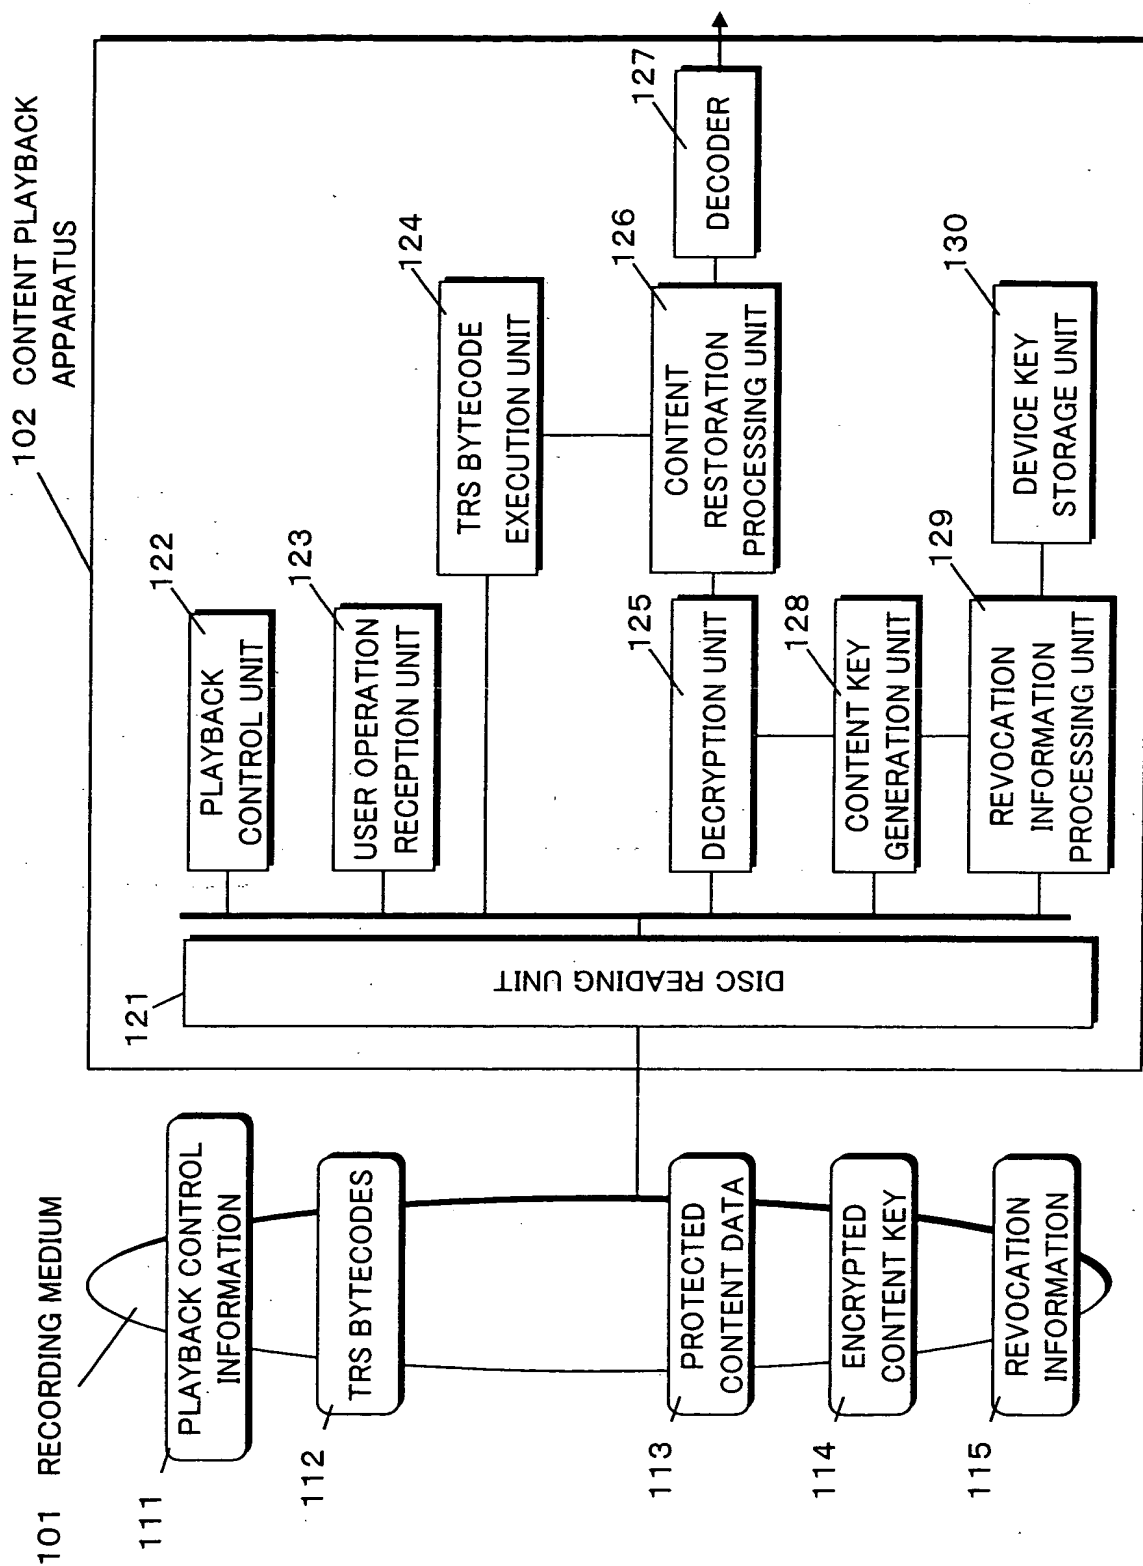 101 RECORDING MEDIUM
111
PLAYBACK CONTROL
INFORMATION
112
TRS BYTECODES
113
PROTECTED
CONTENT DATA
114
ENCRYPTED
CONTENT KEY
115
REVOCATION
INFORMATION
102 CONTENT PLAYBACK
APPARATUS
121
DISC READING UNIT
122
PLAYBACK
CONTROL UNIT
123
USER OPERATION
RECEPTION UNIT
124
TRS BYTECODE
EXECUTION UNIT
125
DECRYPTION UNIT
126
CONTENT
RESTORATION
PROCESSING UNIT
127
DECODER
128
CONTENT KEY
GENERATION UNIT
129
REVOCATION
INFORMATION
PROCESSING UNIT
130
DEVICE KEY
STORAGE UNIT